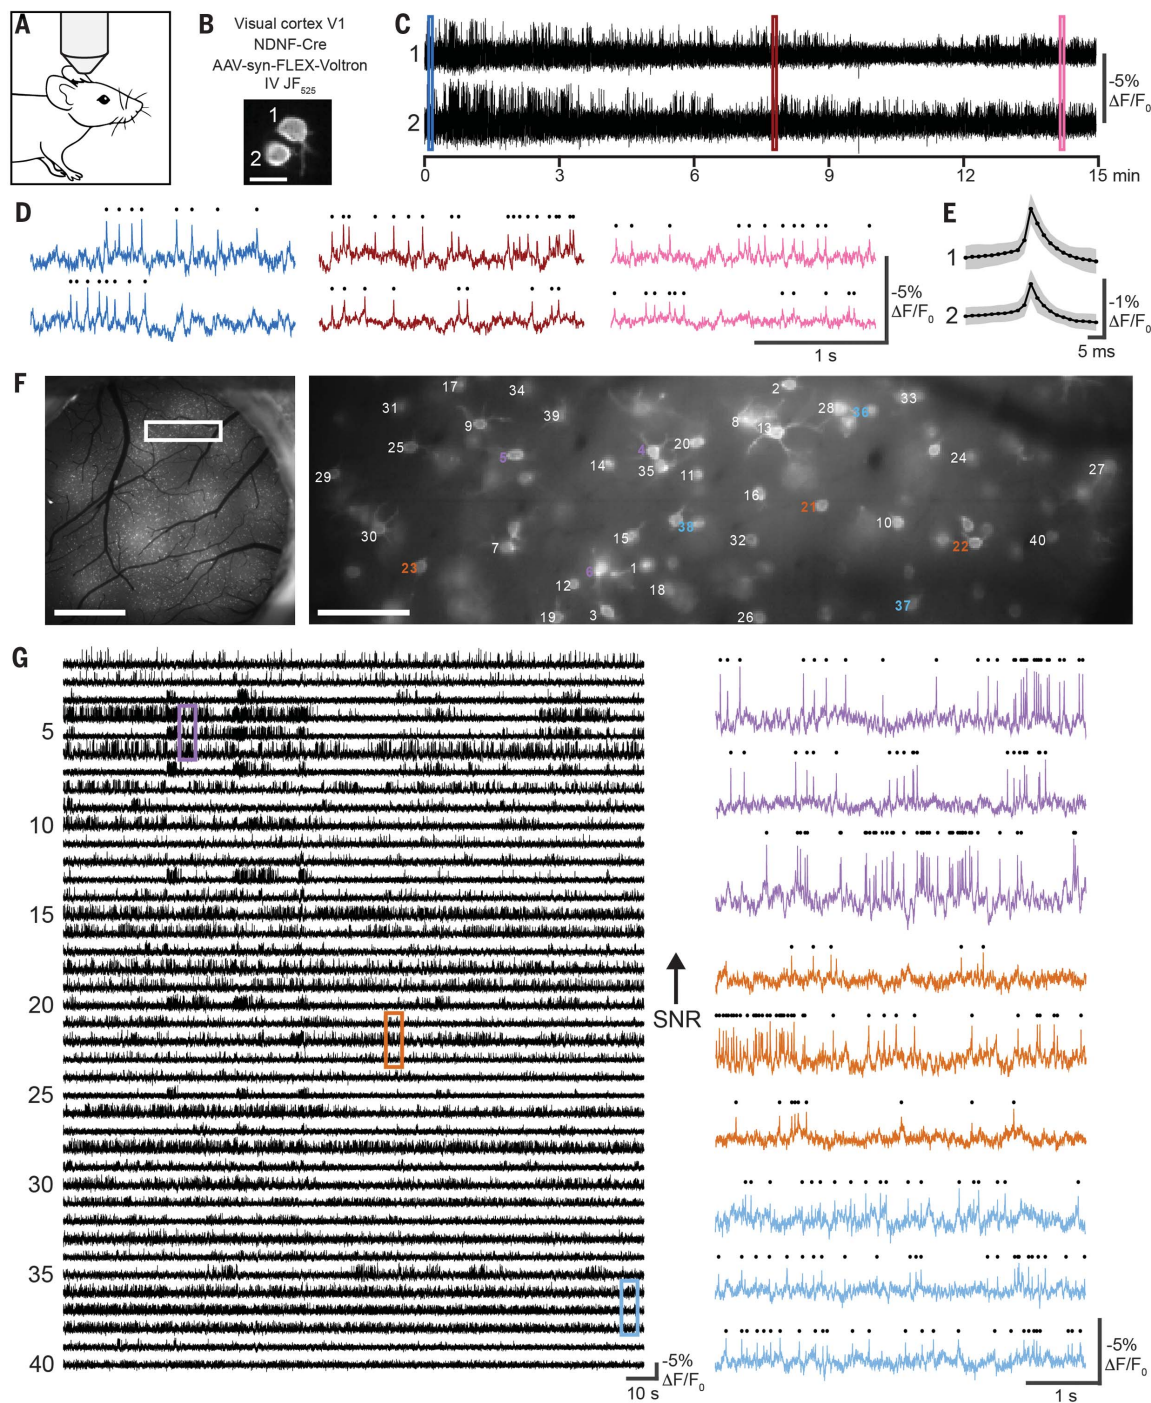 A
B
Visual cortex V1
NDNF-Cre
AAV-syn-FLEX-Voltron
IV JF525
1
2
C
1
2
-5%
ΔF/F0
0
3
6
9
12
15 min
D
-5%
ΔF/F0
1 s
E
1
2
-1%
ΔF/F0
5 ms
F
17
34
2
33
31
39
28
36
9
8
13
25
5
4
20
24
14
35
11
27
29
16
21
30
38
10
7
15
32
22
40
23
6
1
12
18
37
19
3
26
G
5
10
15
20
25
30
35
40
SNR
-5%
ΔF/F0
10 s
-5%
ΔF/F0
1 s